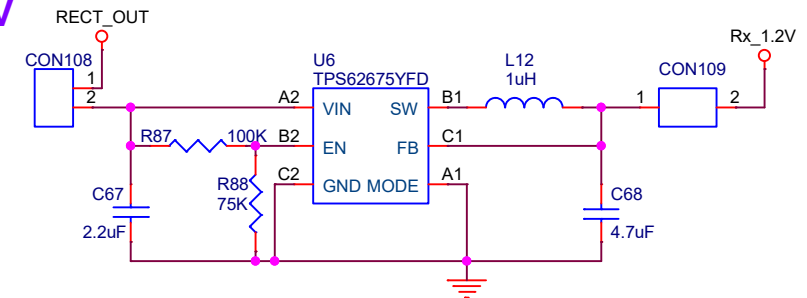 V
RECT_OUT
Rx_1.2V
CON108
U6
TPS62675YFD
L12
1uH
CON109
1
2
A2
VIN
SW
B1
1
2
R87
100K
B2
EN
FB
C1
C2
GND
MODE
A1
R88
75K
C67
2.2uF
C68
4.7uF